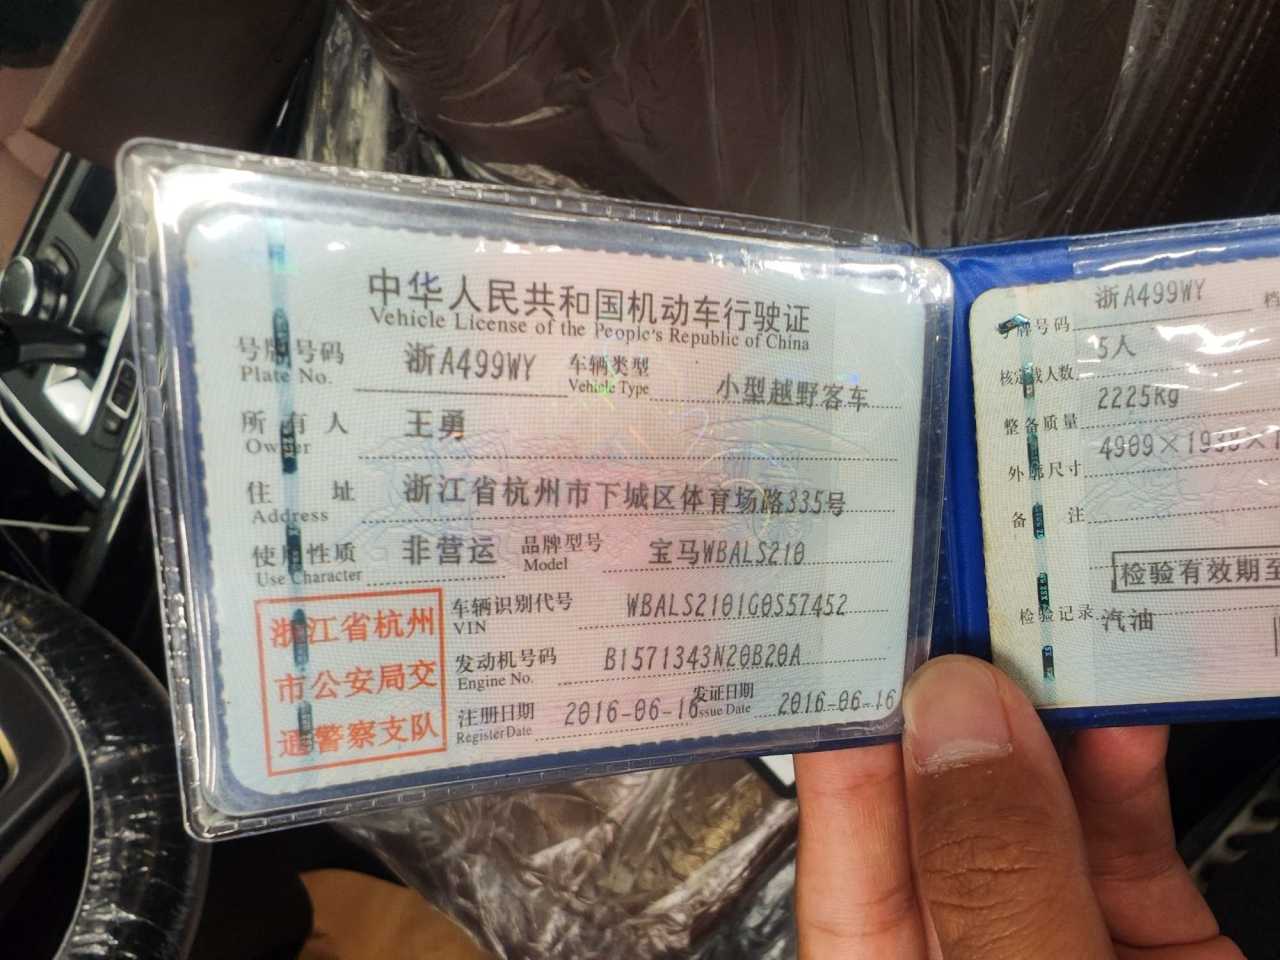 中华人民共和国机动车行驶证
Vehicle License of the People's Republic of China
号牌号码 浙A499WY 车辆类型 小型越野客车
Plate No. Vehicle Type
所有人 王勇
Owner
住址 浙江省杭州市下城区体育场路335号
Address
使用性质 非营运 品牌型号 宝马WBALS210
Use Character Model
浙江省杭州
市公安局交
通警察支队
车辆识别代号 WBALS2101G0S57452
VIN
发动机号码 B1571343N20B20A
Engine No.
注册日期 2016-06-16 发证日期 2016-06-16
Register Date Issue Date
号牌号码 浙A499WY
核定载人数 5人
整备质量 2225Kg
外廓尺寸 4909×1938×
备注
检验有效期至
检验记录 汽油